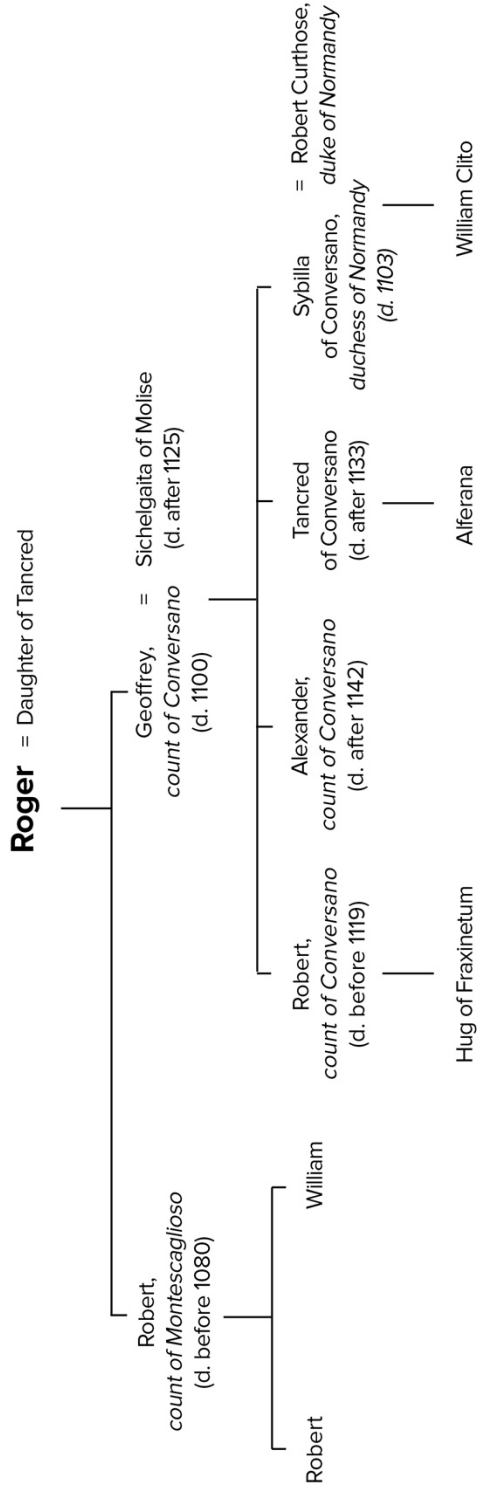 Roger = Daughter of Tancred
Robert,
count of Montescaglioso
(d. before 1080)
Geoffrey,
count of Conversano
(d. 1100)
=
Sichelgaita of Molise
(d. after 1125)
Robert
William
Robert,
count of Conversano
(d. before 1119)
Alexander,
count of Conversano
(d. after 1142)
Tancred
of Conversano
(d. after 1133)
Sybilla
of Conversano,
duchess of Normandy
(d. 1103)
= Robert Curthose,
duke of Normandy
Hug of Fraxinetum
Alferana
William Clito